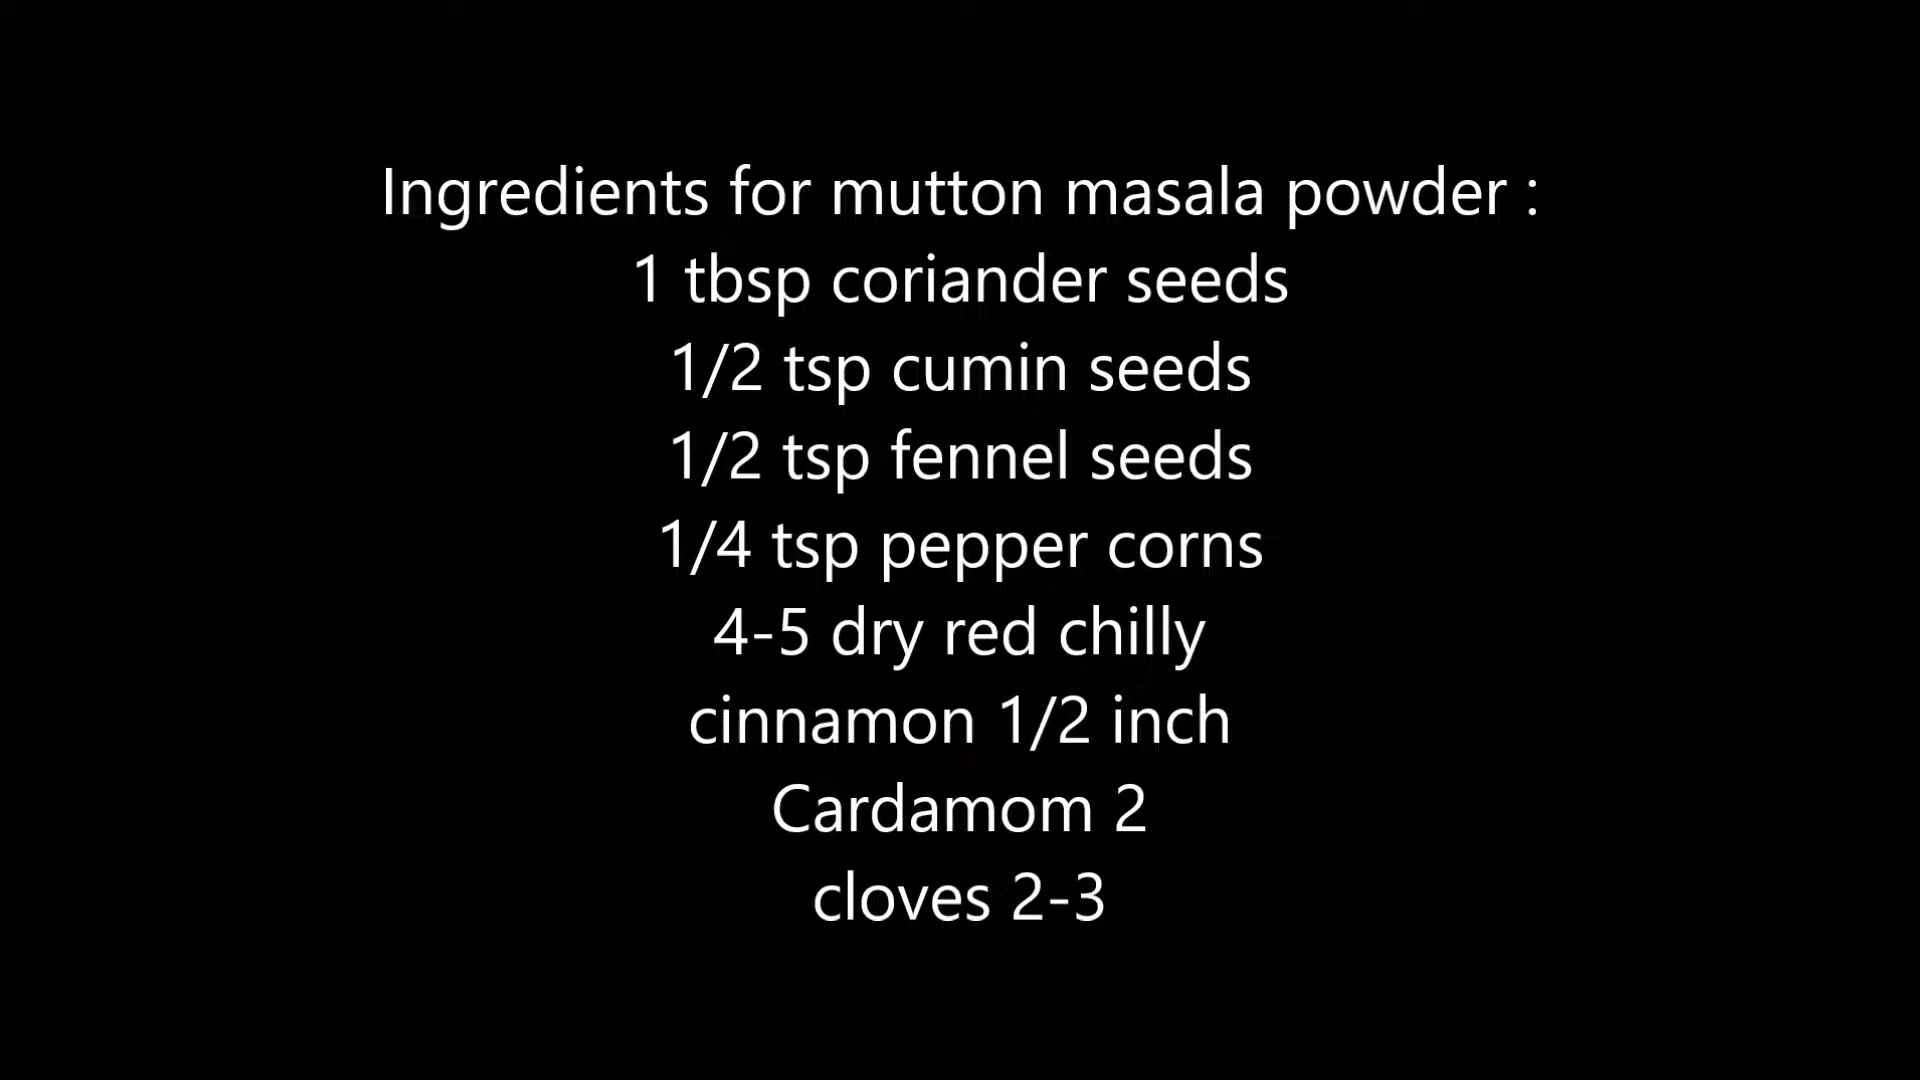 Ingredients for mutton masala powder :
1 tbsp coriander seeds
1/2 tsp cumin seeds
1/2 tsp fennel seeds
1/4 tsp pepper corns
4-5 dry red chilly
cinnamon 1/2 inch
Cardamom 2
cloves 2-3